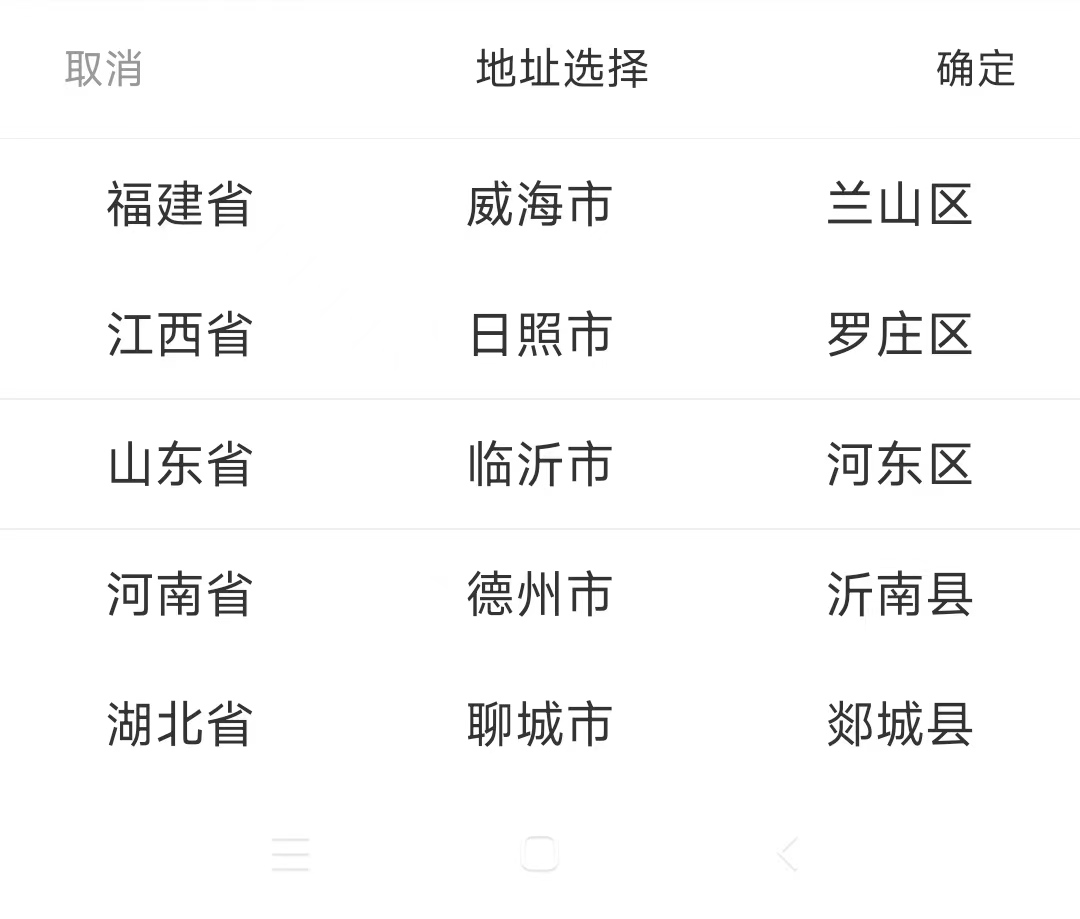 取消 地址选择 确定
福建省 威海市 兰山区
江西省 日照市 罗庄区
山东省 临沂市 河东区
河南省 德州市 沂南县
湖北省 聊城市 郯城县